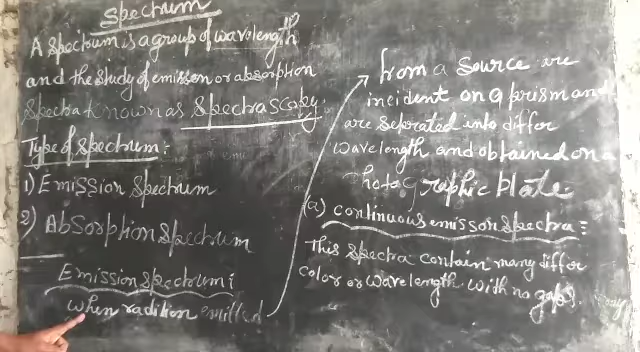 Spectrum
A Spectrum is a group of wavelength
and the study of emisson or absorption
Spectra known as Spectrascopy.
Type of Spectrum:
1) Emission Spectrum
2) Absorption Spectrum
Emission Spectrum:
when radition emitted
from a source are
incident on a prism and
are seperated into differ
wavelength and obtained on a
hotographic plate.
(a) continuous emisson spectra:
This Spectra contain many differ
color or wavelength with no gaps.